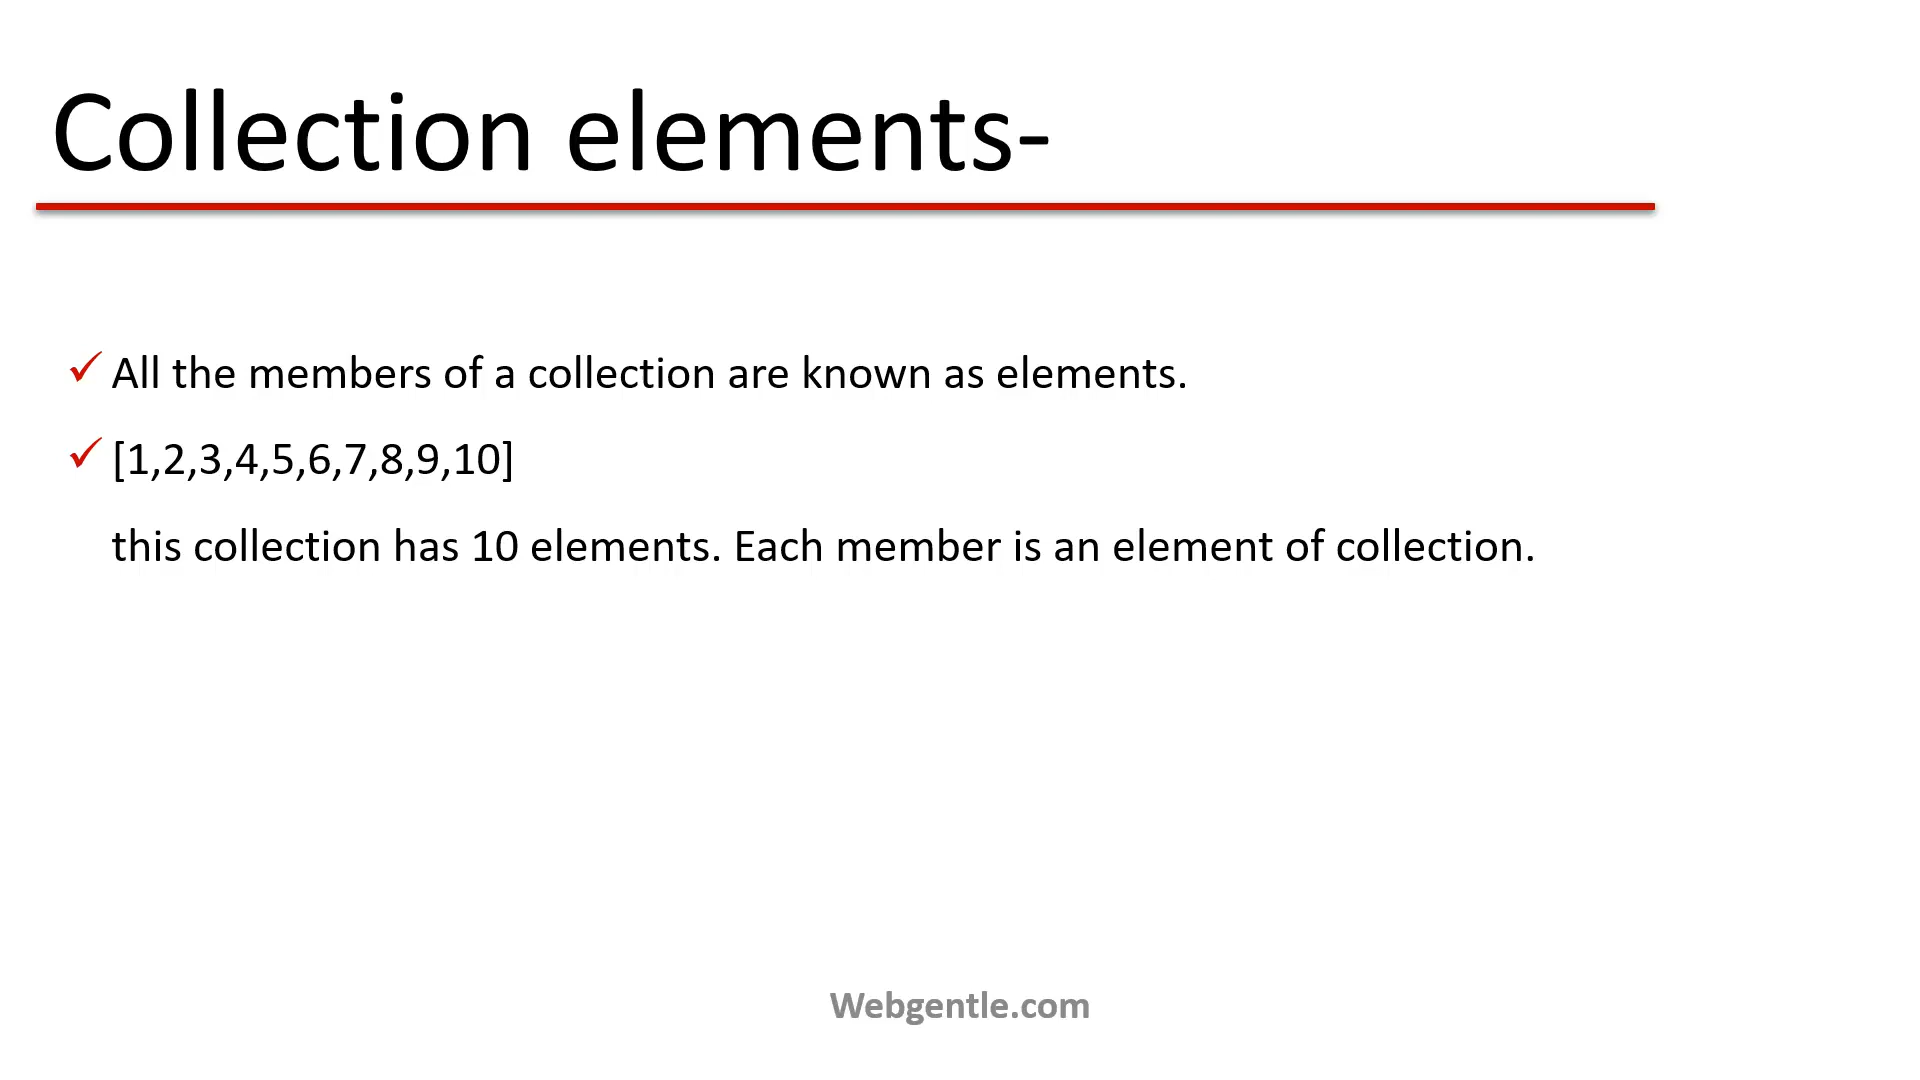 Collection elements-
All the members of a collection are known as elements.
[1,2,3,4,5,6,7,8,9,10]
this collection has 10 elements. Each member is an element of collection.
Webgentle.com